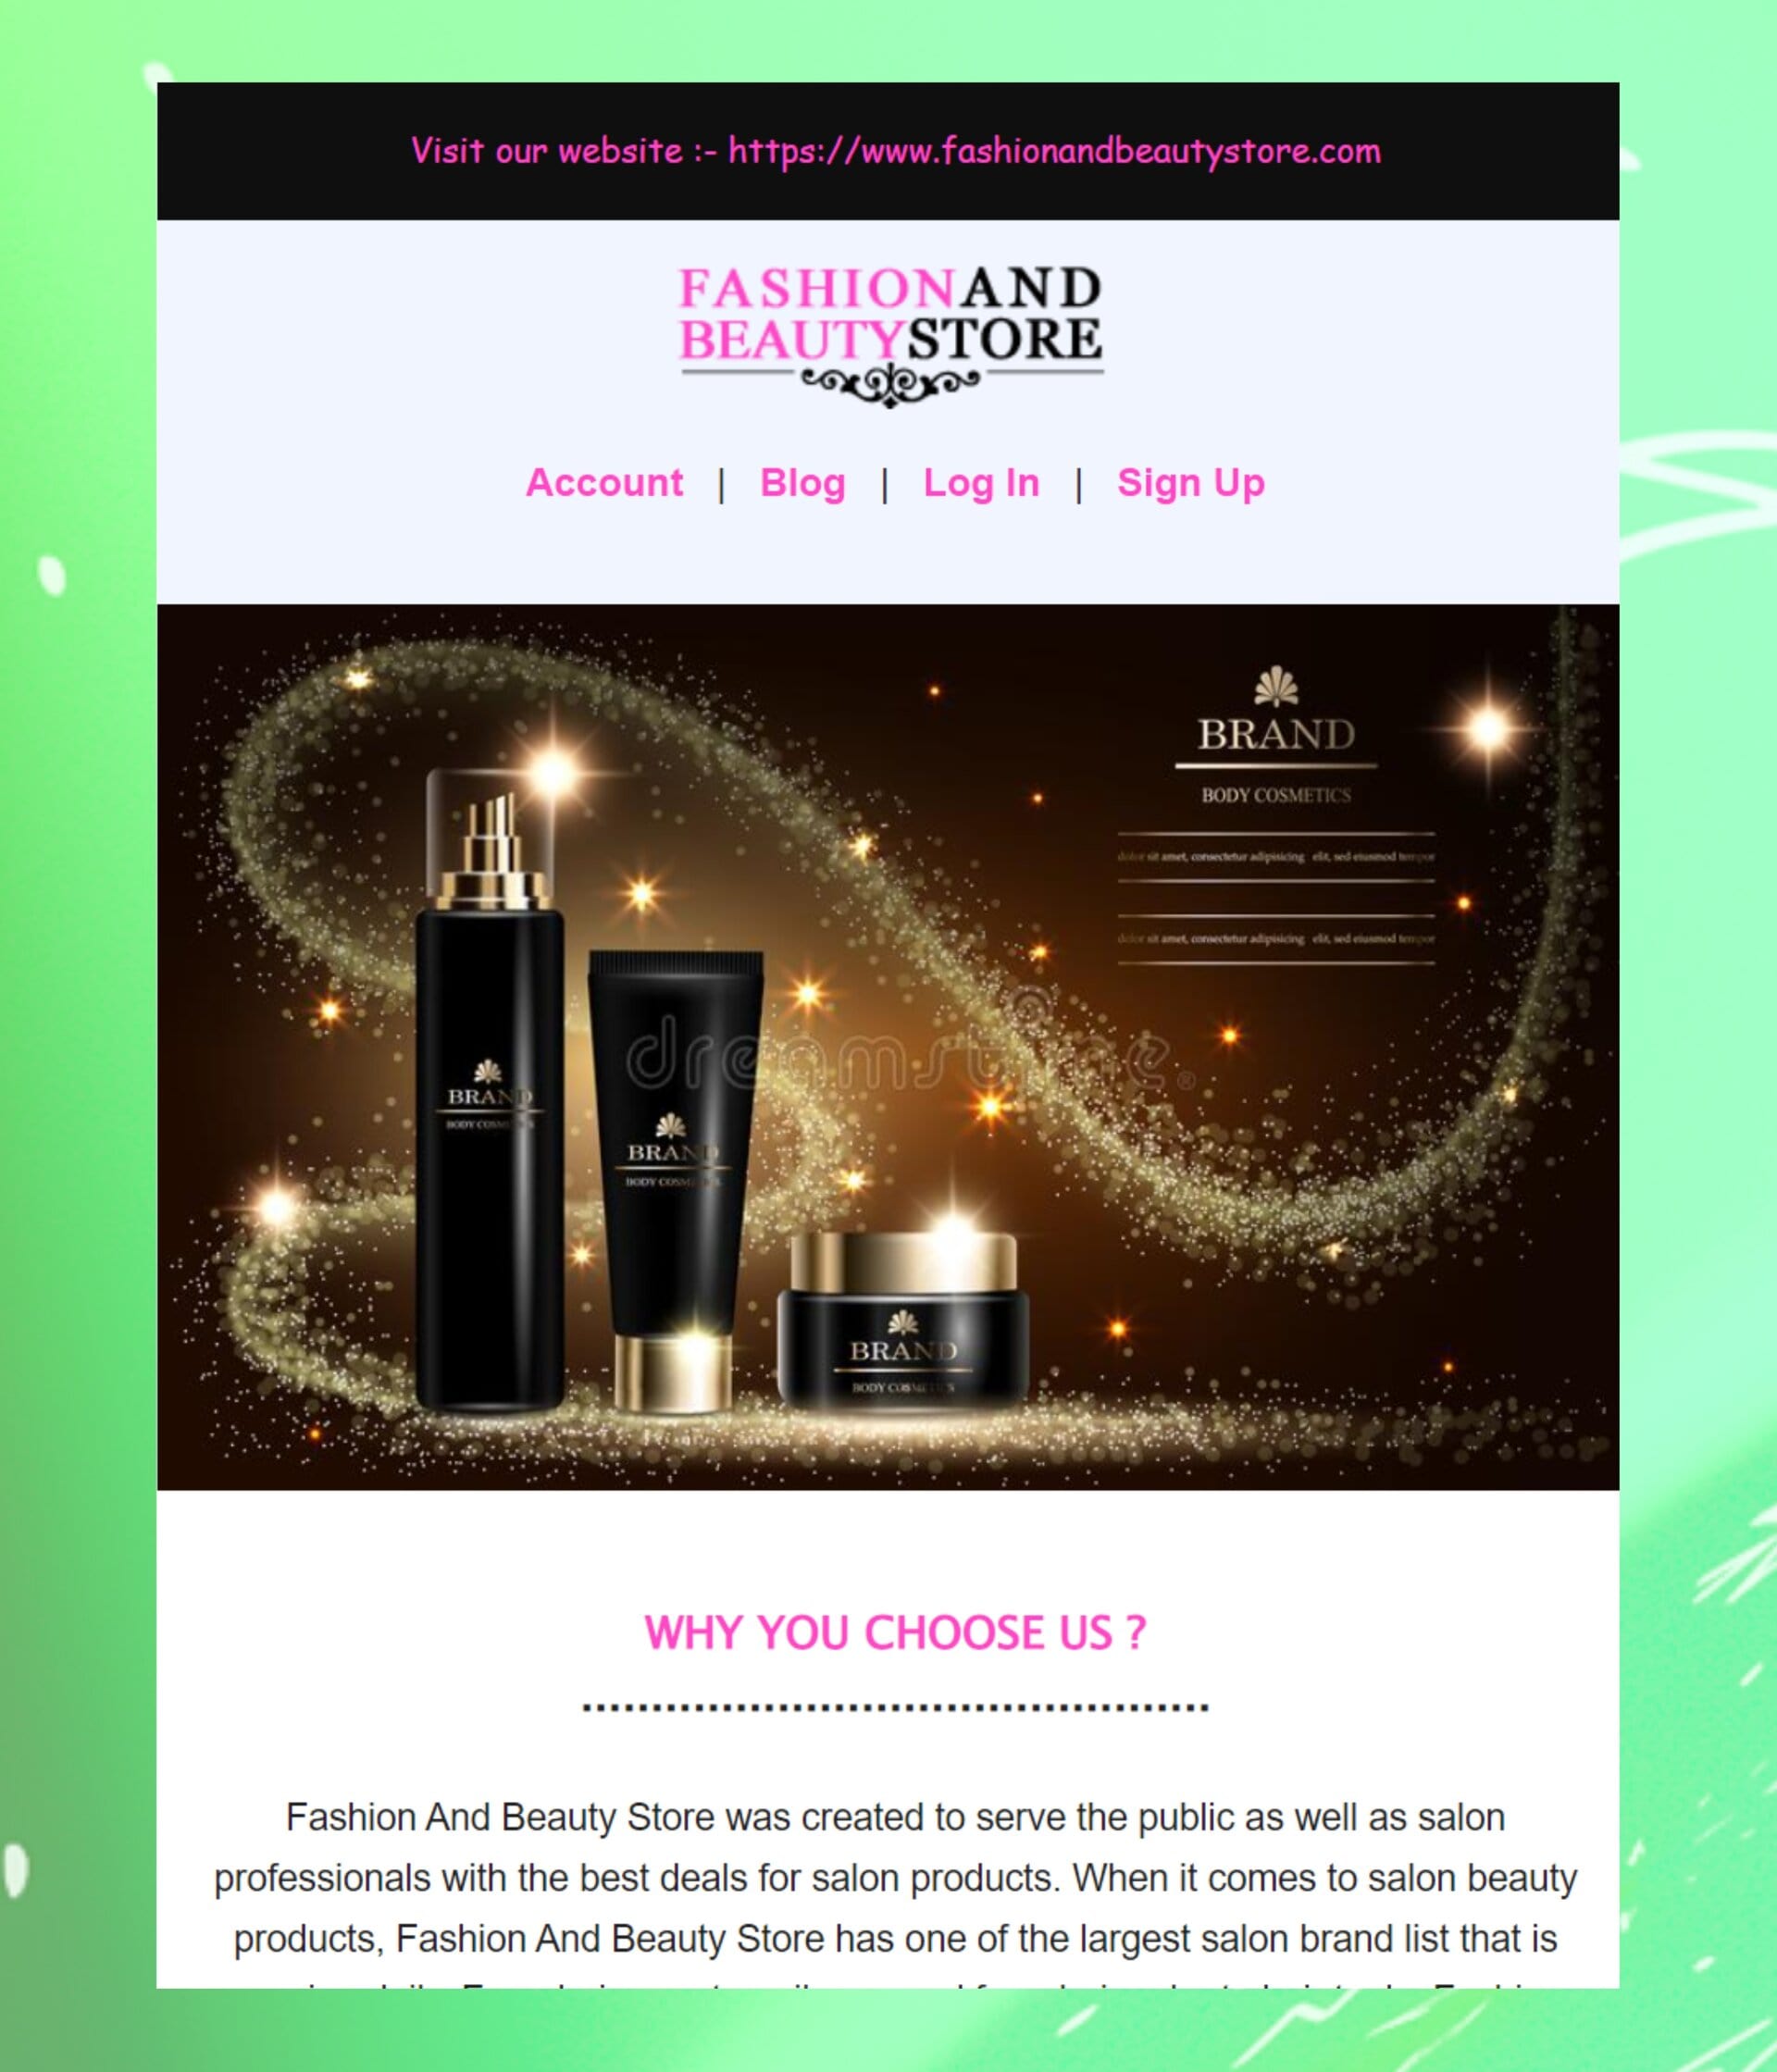 Visit our website :- https://www.fashionandbeautystore.com
FASHIONAND
BEAUTYSTORE
Account | Blog | Log In | Sign Up
BRAND
BODY COSMETICS
dolor sit amet, consectetur adipisicing elit, sed eiusmod tempor
dolor sit amet, consectetur adipisicing elit, sed eiusmod tempor
dreamstime®
BRAND
BODY COSMETICS
BRAND
BODY COSMETICS
BRAND
BODY COSMETICS
WHY YOU CHOOSE US ?
Fashion And Beauty Store was created to serve the public as well as salon
professionals with the best deals for salon products. When it comes to salon beauty
products, Fashion And Beauty Store has one of the largest salon brand list that is